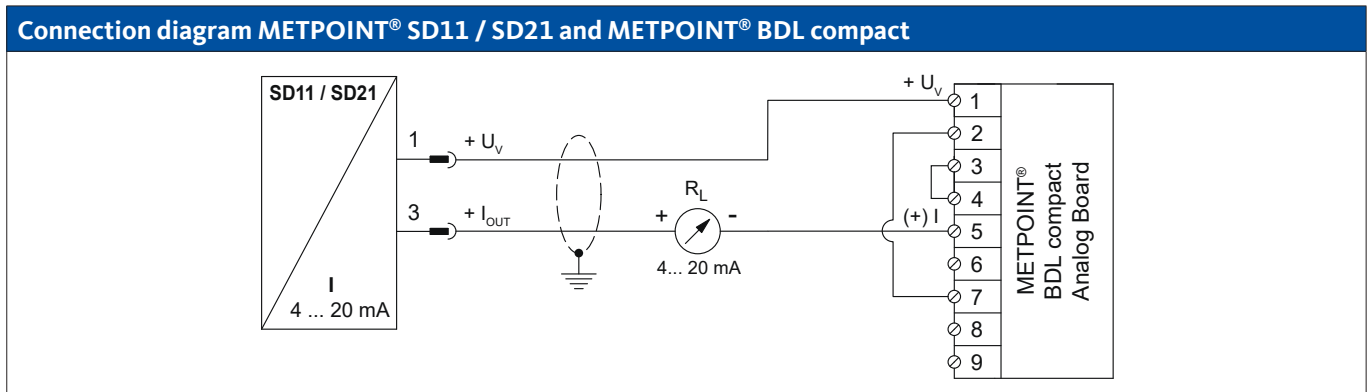 Connection diagram METPOINT® SD11 / SD21 and METPOINT® BDL compact
SD11 / SD21
1
+ UV
3
+ IOUT
I
4 ... 20 mA
RL
+
-
4... 20 mA
+ UV
(+) I
1
2
3
4
5
6
7
8
9
METPOINT®
BDL compact
Analog Board